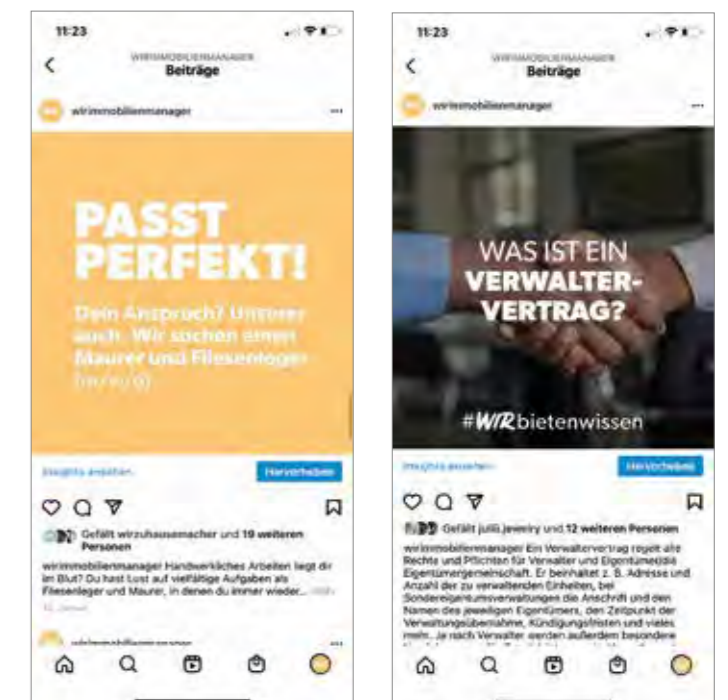 11:23
WIRIMMOBILIENMANAGER
Beiträge
wirimmobilienmanager
PASST
PERFEKT!
Dein Anspruch? Unserer
auch. Wir suchen einen
Maurer und Fliesenleger
(m/w/d)
Insights ansehen
Hervorheben
Gefällt wirzuhausemacher und 19 weiteren
Personen
wirimmobilienmanager Handwerkliches Arbeiten liegt dir
im Blut? Du hast Lust auf vielfältige Aufgaben als
Fliesenleger und Maurer, in denen du immer wieder...
wirimmobilienmanager
11:23
WIRIMMOBILIENMANAGER
Beiträge
wirimmobilienmanager
WAS IST EIN
VERWALTER-
VERTRAG?
#WIRbietenwissen
Insights ansehen
Hervorheben
Gefällt julili.jewelry und 12 weiteren Personen
wirimmobilienmanager Ein Verwaltervertrag regelt alle
Rechte und Pflichten für Verwalter und
Eigentümergemeinschaft. Er beinhaltet z. B. Adresse und
Anzahl der zu verwaltenden Einheiten, bei
Sondereigentumsverwaltungen die Anschrift und den
Namen des jeweiligen Eigentümers, den Zeitpunkt der
Verwaltungsübernahme, Kündigungsfristen und vieles
mehr. Je nach Verwalter werden außerdem besondere